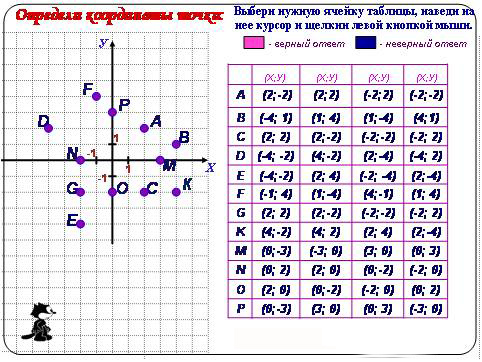 Определи координаты точки:
Выбери нужную ячейку таблицы, наведи на
нее курсор и щелкни левой кнопкой мыши.
- верный ответ - неверный ответ
У
F
P
D
A
B
1
N
-1
1
M
X
-1
G
O
C
К
E
(Х;У) (Х;У) (Х;У) (Х;У)
A (2; -2) (2; 2) (-2; 2) (-2; -2)
B (-4; 1) (1; 4) (1; -4) (4; 1)
C (2; 2) (2; -2) (-2; -2) (-2; 2)
D (-4; -2) (4; -2) (2; -4) (-4; 2)
E (-4; -2) (2; 4) (-2; -4) (2; -4)
F (-1; 4) (1; -4) (4; -1) (1; 4)
G (2; 2) (2; -2) (-2; -2) (-2; 2)
K (4; -2) (4; 2) (2; 4) (2; -4)
M (0; -3) (-3; 0) (3; 0) (0; 3)
N (0; 2) (2; 0) (0; -2) (-2; 0)
O (2; 0) (0; -2) (-2; 0) (0; 2)
P (0; -3) (3; 0) (0; 3) (-3; 0)